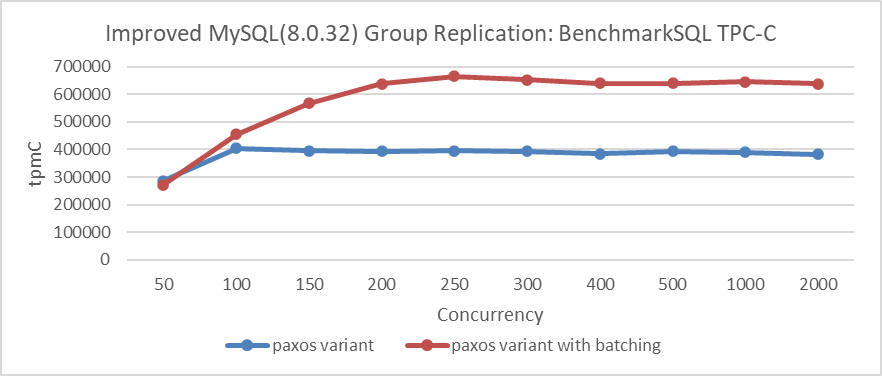 Improved MySQL(8.0.32) Group Replication: BenchmarkSQL TPC-C
700000
600000
500000
400000
300000
200000
100000
0
tpmC
50 100 150 200 250 300 400 500 1000 2000
Concurrency
paxos variant paxos variant with batching